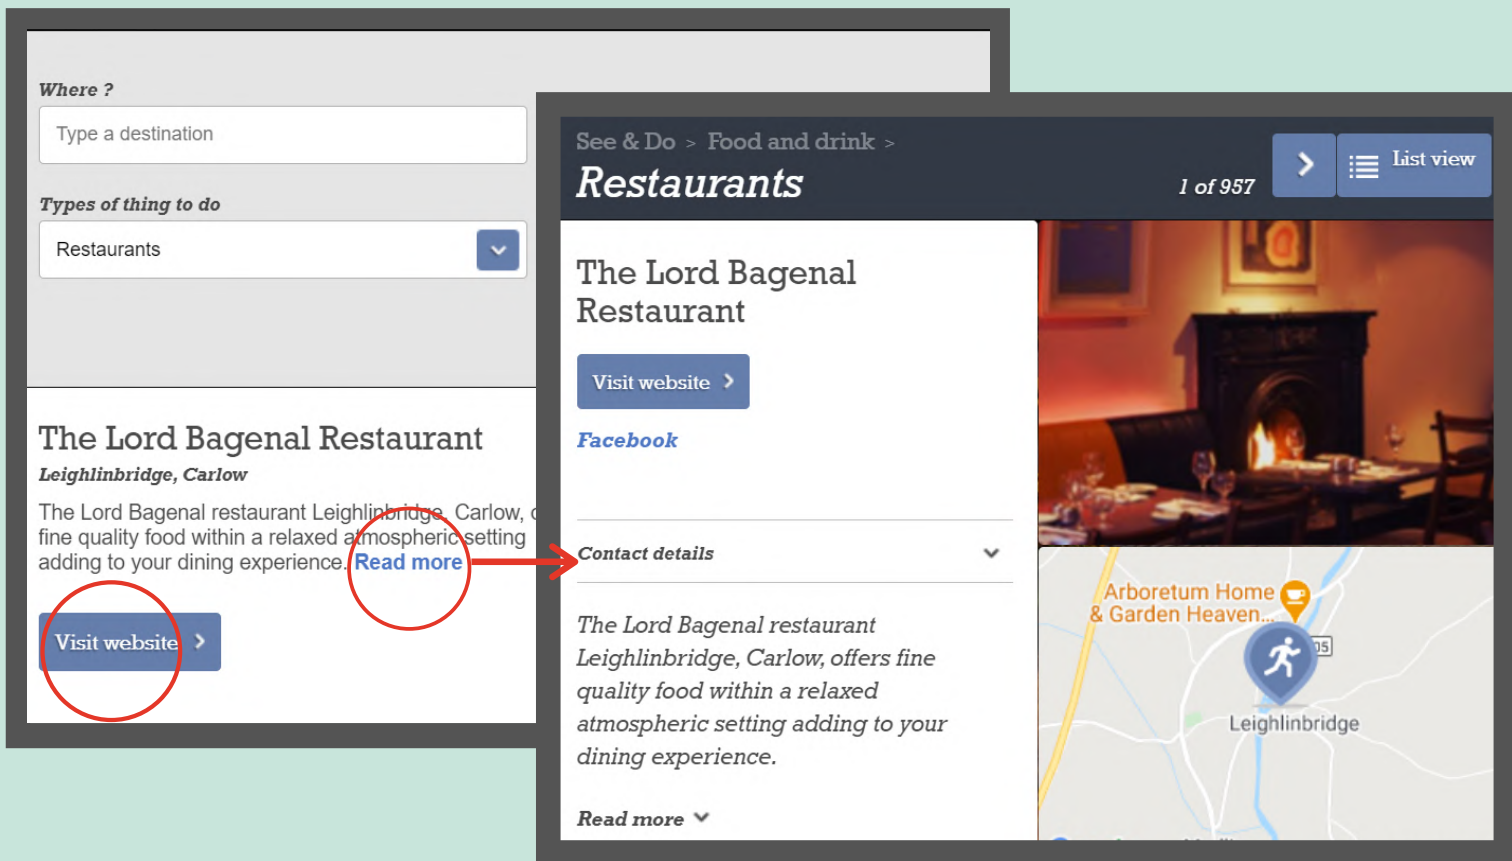 Where ?
Type a destination
Types of thing to do
Restaurants
The Lord Bagenal Restaurant
Leighlinbridge, Carlow
The Lord Bagenal restaurant Leighlinbridge, Carlow,
fine quality food within a relaxed atmospheric setting
adding to your dining experience. Read more
Visit website
See & Do > Food and drink >
Restaurants
1 of 957
List view
The Lord Bagenal
Restaurant
Visit website
Facebook
Contact details
The Lord Bagenal restaurant
Leighlinbridge, Carlow, offers fine
quality food within a relaxed
atmospheric setting adding to your
dining experience.
Read more
Arboretum Home
& Garden Heaven...
Leighlinbridge